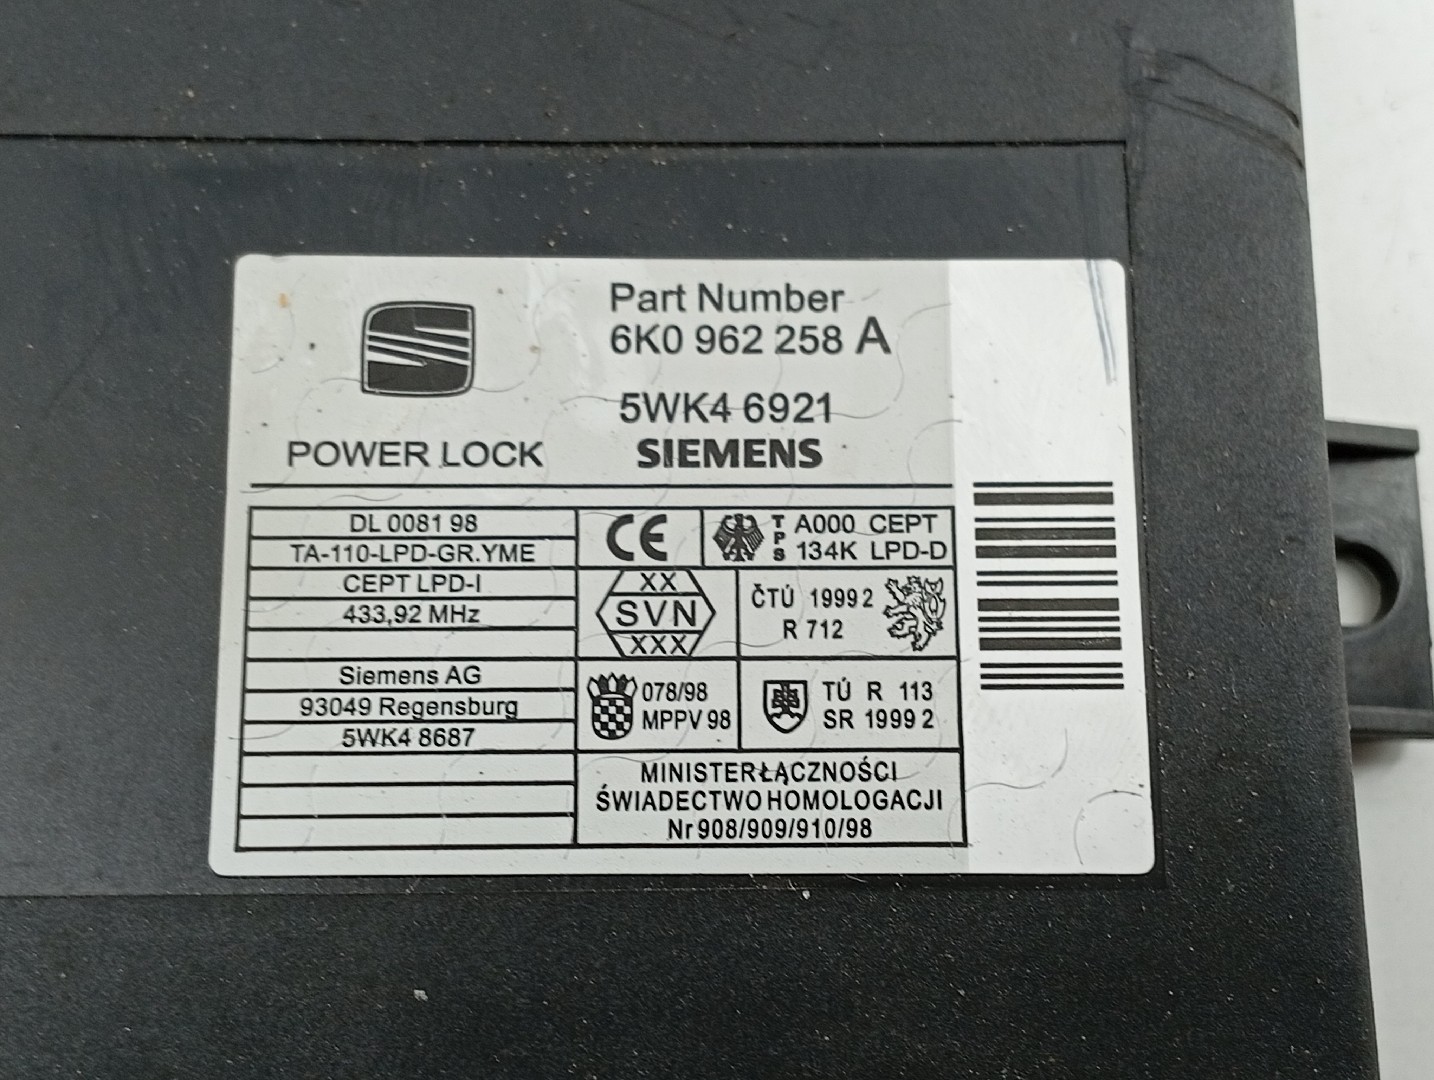 Part Number
6K0 962 258 A
5WK4 6921
POWER LOCK
SIEMENS
DL 0081 98
TA-110-LPD-GR.YME
CEPT LPD-I
433,92 MHz
Siemens AG
93049 Regensburg
5WK4 8687
CE
TPS
A000 CEPT
134K LPD-D
XX
SVN
XXX
ČTÚ 1999 2
R 712
078/98
MPPV 98
TÚ R 113
SR 1999 2
MINISTER ŁĄCZNOŚCI
ŚWIADECTWO HOMOLOGACJI
Nr 908/909/910/98